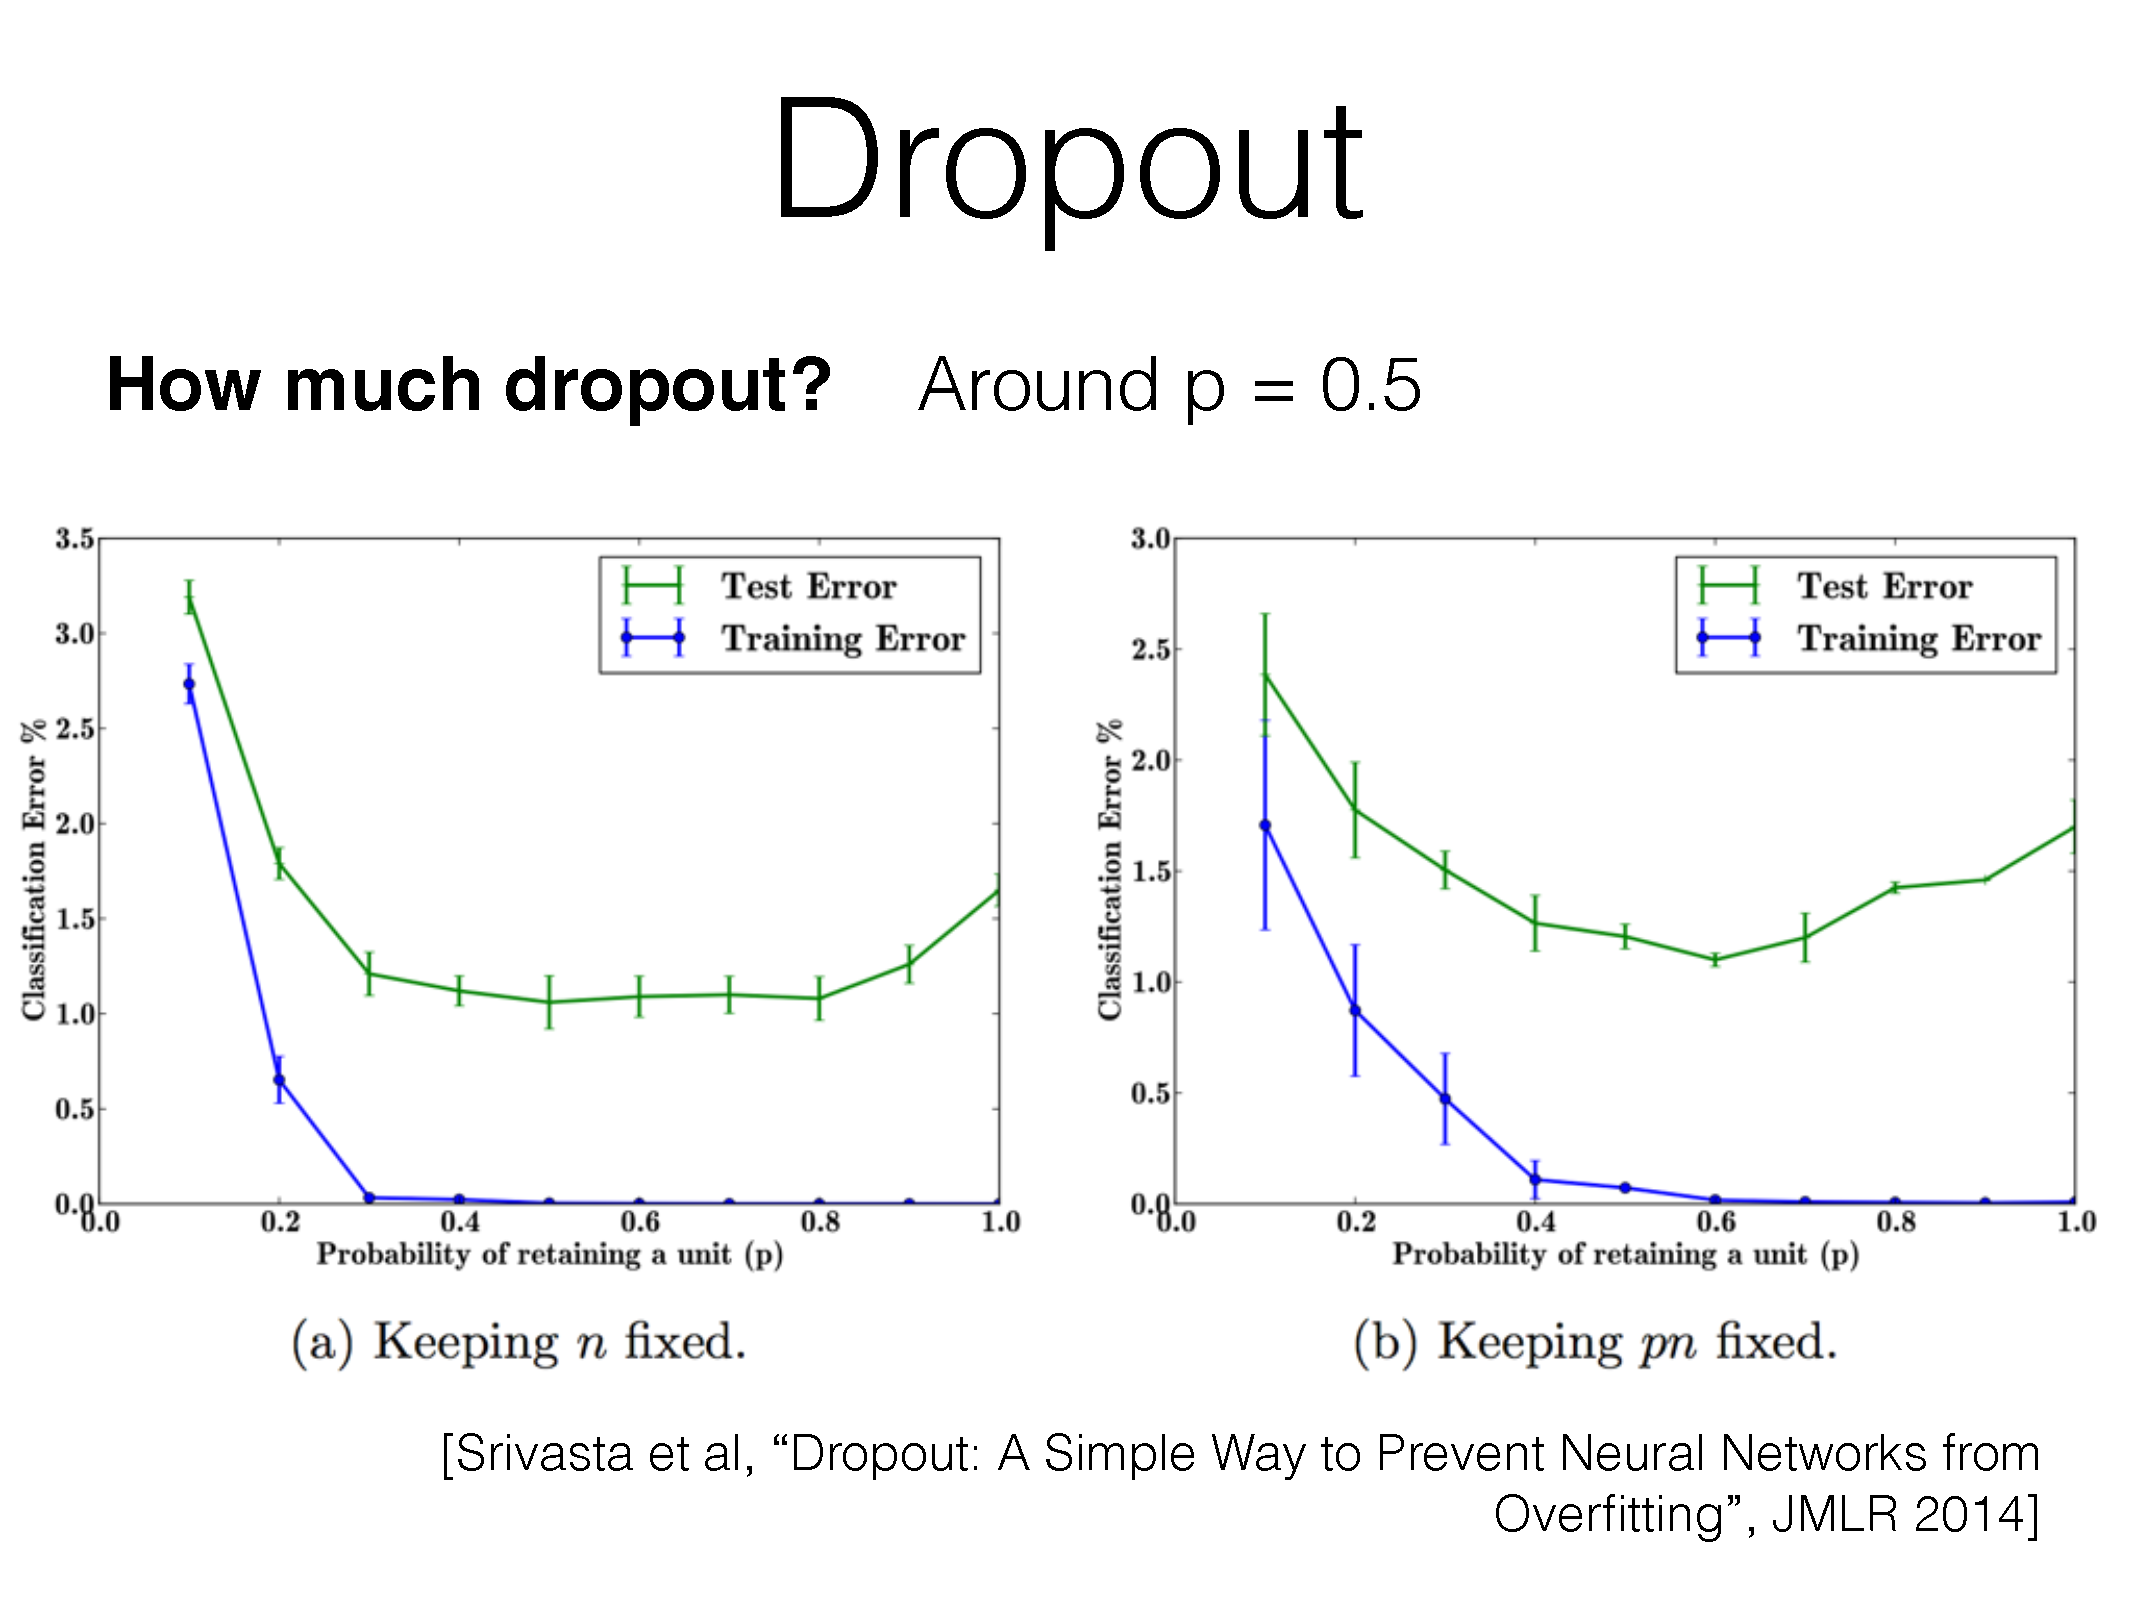 Dropout
How much dropout? Around p = 0.5
3.5
3.0
2.5
2.0
1.5
1.0
0.5
0.0
Classification Error %
Test Error
Training Error
0.0 0.2 0.4 0.6 0.8 1.0
Probability of retaining a unit (p)
(a) Keeping n fixed.
3.0
2.5
2.0
1.5
1.0
0.5
0.0
Classification Error %
Test Error
Training Error
0.0 0.2 0.4 0.6 0.8 1.0
Probability of retaining a unit (p)
(b) Keeping pn fixed.
[Srivasta et al, “Dropout: A Simple Way to Prevent Neural Networks from
Overfitting”, JMLR 2014]